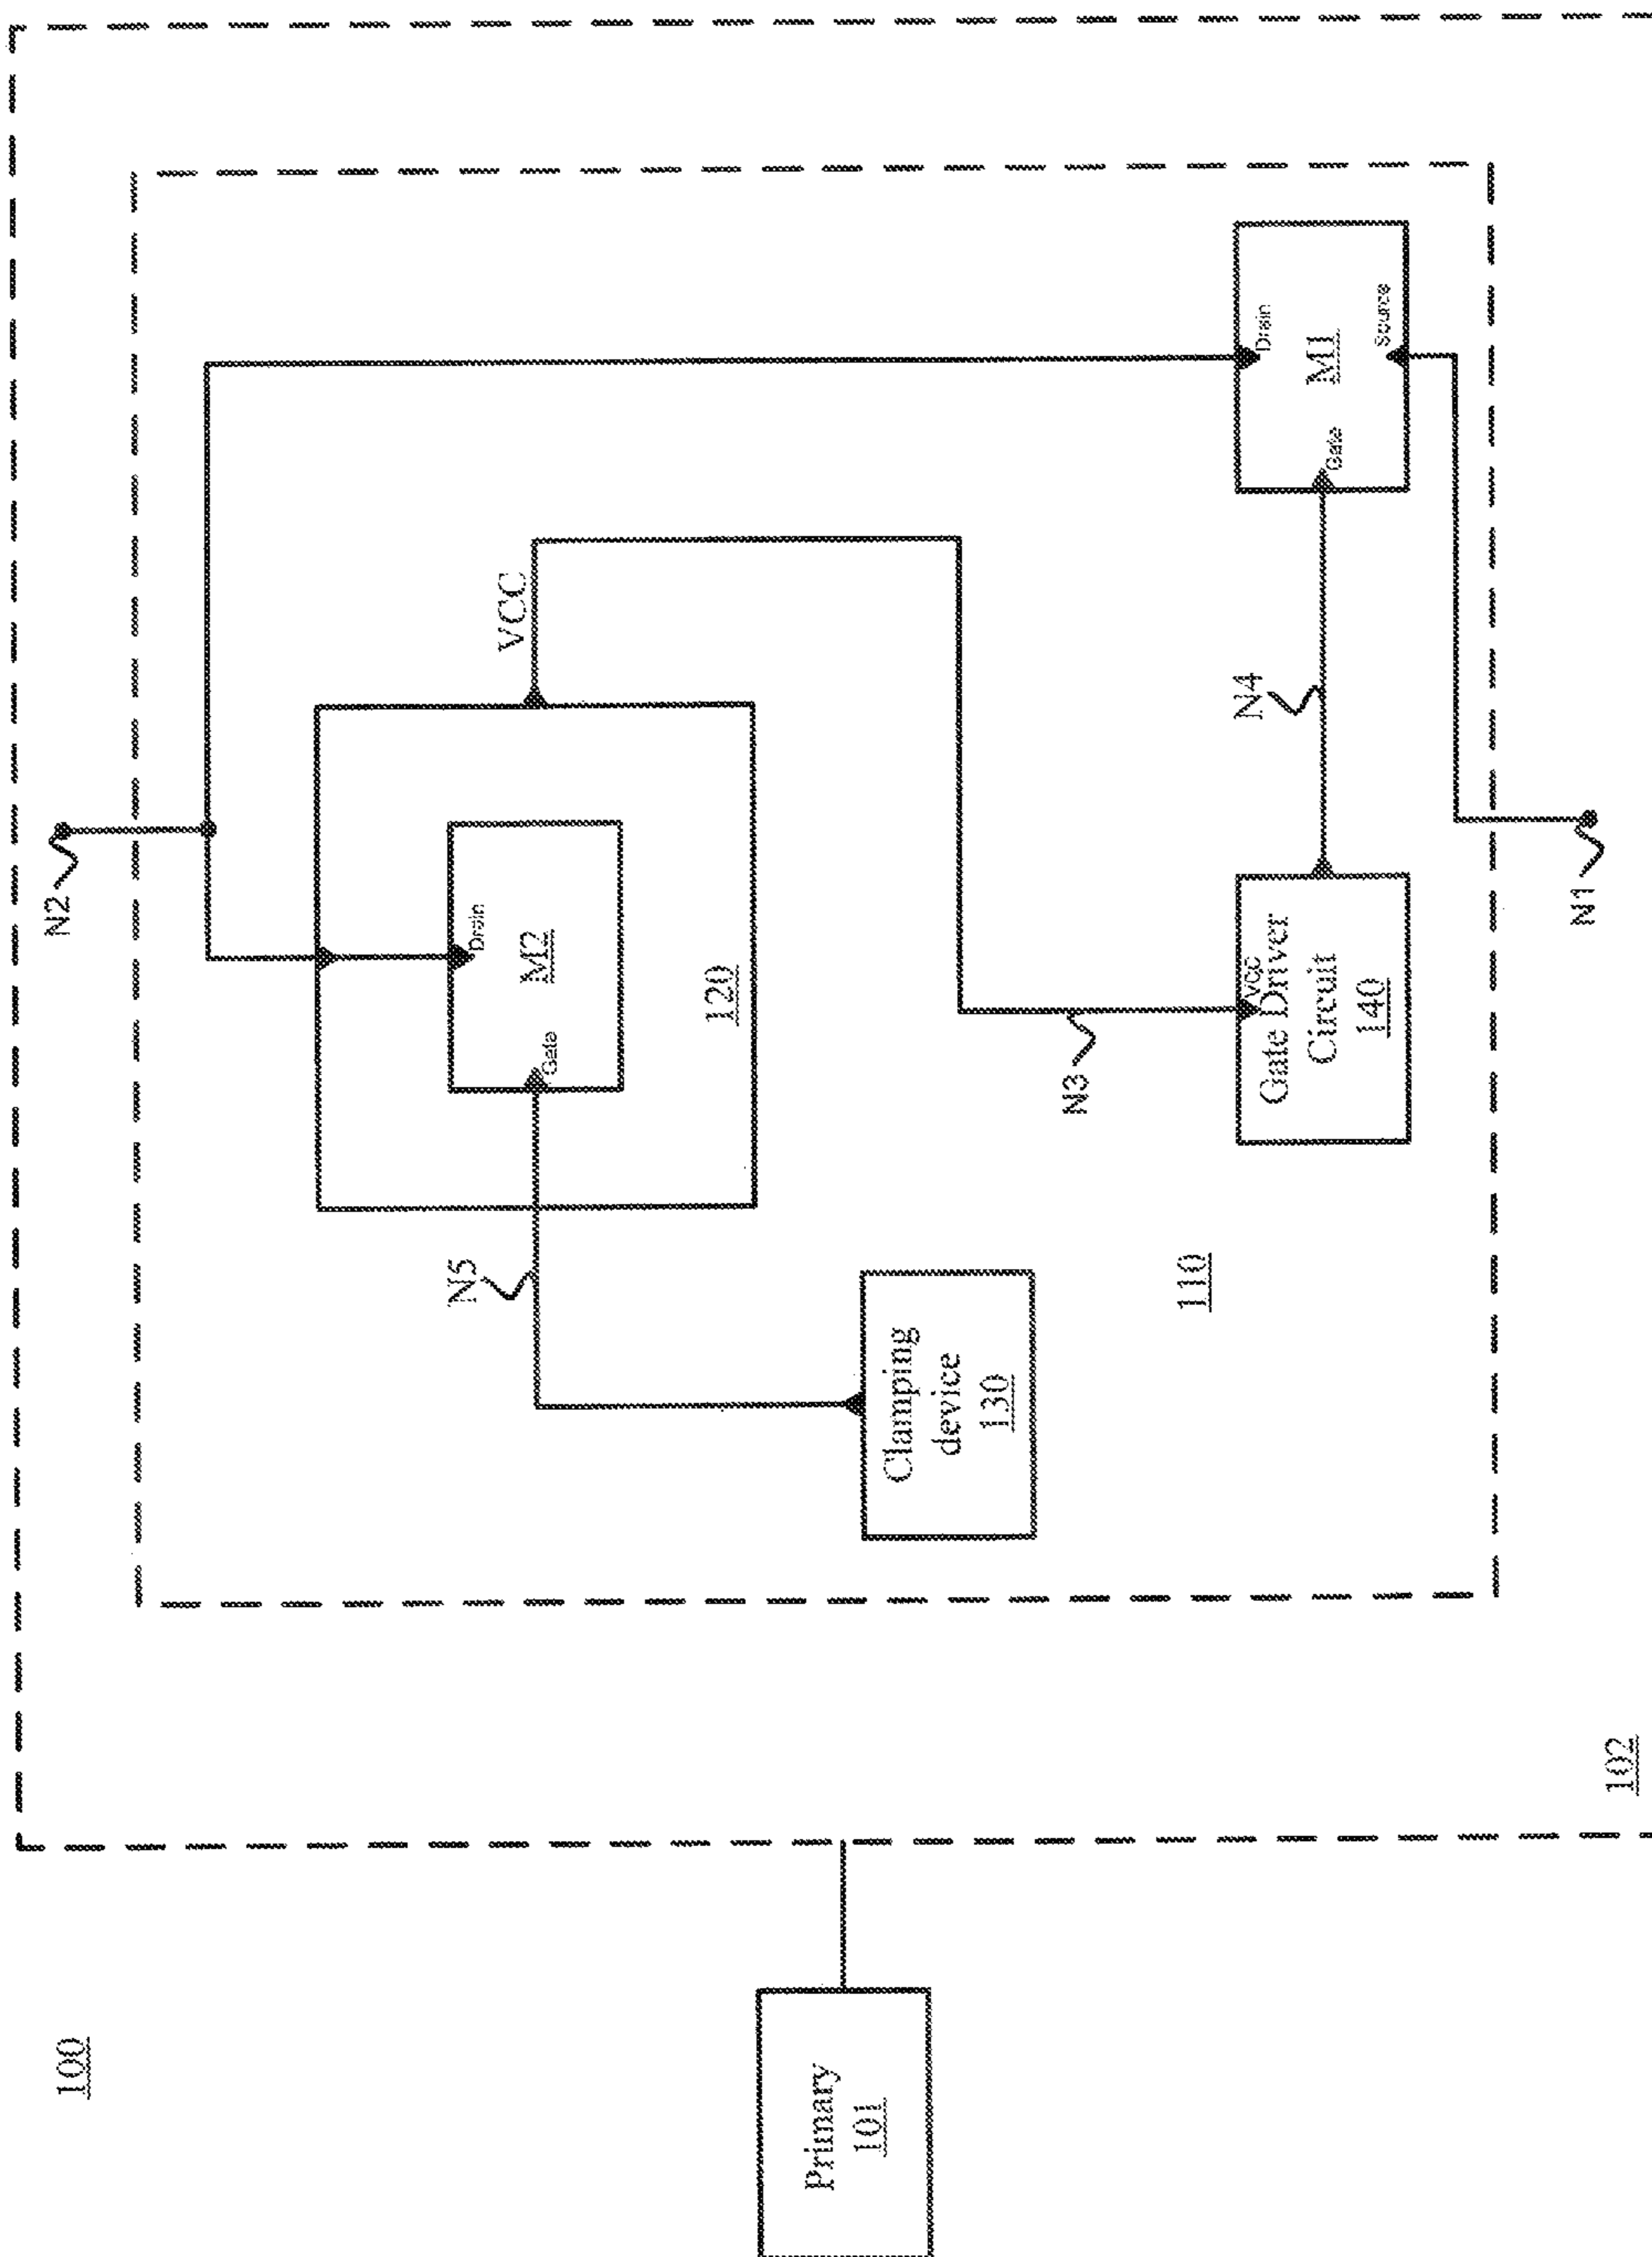 100
Primary
101
102
N2
N1
110
N5
Clamping
device
130
120
M2
Gate
Drain
VCC
N3
VCC
Gate Driver
Circuit
140
N4
M1
Gate
Drain
Source